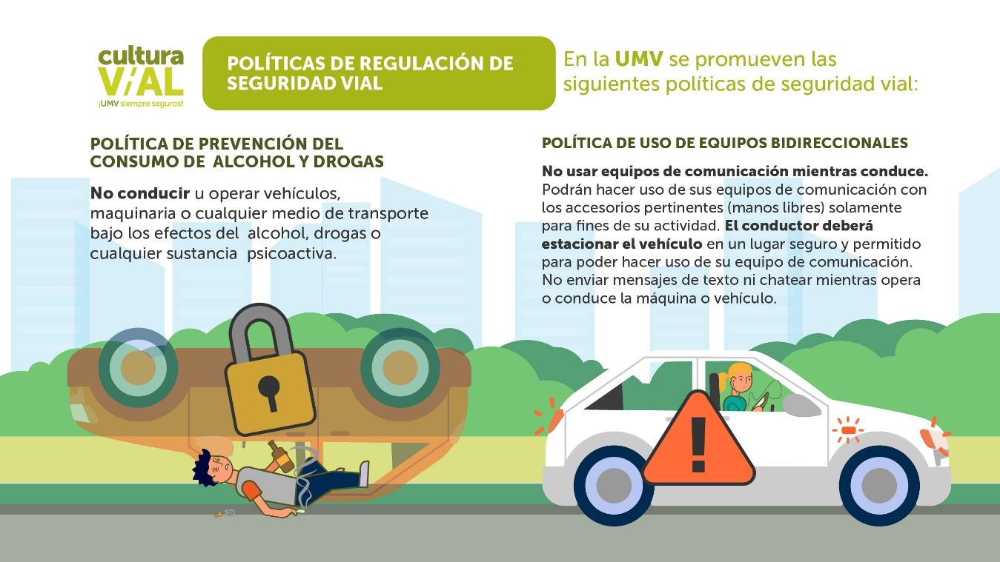 cultura
VIAL
¡UMV siempre seguros!
POLÍTICAS DE REGULACIÓN DE
SEGURIDAD VIAL
En la UMV se promueven las
siguientes políticas de seguridad vial:
POLÍTICA DE PREVENCIÓN DEL
CONSUMO DE ALCOHOL Y DROGAS
No conducir u operar vehículos,
maquinaria o cualquier medio de transporte
bajo los efectos del alcohol, drogas o
cualquier sustancia psicoactiva.
POLÍTICA DE USO DE EQUIPOS BIDIRECCIONALES
No usar equipos de comunicación mientras conduce.
Podrán hacer uso de sus equipos de comunicación con
los accesorios pertinentes (manos libres) solamente
para fines de su actividad. El conductor deberá
estacionar el vehículo en un lugar seguro y permitido
para poder hacer uso de su equipo de comunicación.
No enviar mensajes de texto ni chatear mientras opera
o conduce la máquina o vehículo.
!